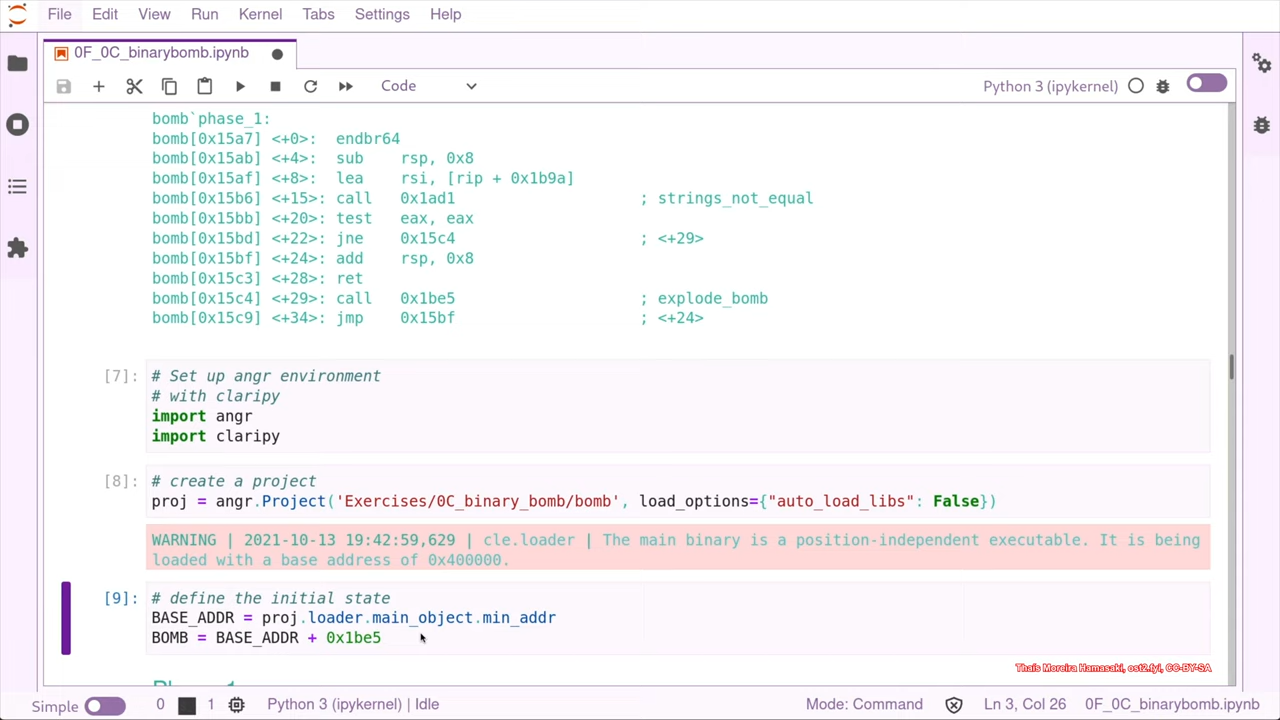 File Edit View Run Kernel Tabs Settings Help
0F_0C_binarybomb.ipynb
Code Python 3 (ipykernel)
bomb`phase_1:
bomb[0x15a7] <+0>: endbr64
bomb[0x15ab] <+4>: sub rsp, 0x8
bomb[0x15af] <+8>: lea rsi, [rip + 0x1b9a]
bomb[0x15b6] <+15>: call 0x1ad1 ; strings_not_equal
bomb[0x15bb] <+20>: test eax, eax
bomb[0x15bd] <+22>: jne 0x15c4 ; <+29>
bomb[0x15bf] <+24>: add rsp, 0x8
bomb[0x15c3] <+28>: ret
bomb[0x15c4] <+29>: call 0x1be5 ; explode_bomb
bomb[0x15c9] <+34>: jmp 0x15bf ; <+24>
[7]: # Set up angr environment
# with claripy
import angr
import claripy
[8]: # create a project
proj = angr.Project('Exercises/0C_binary_bomb/bomb', load_options={"auto_load_libs": False})
WARNING | 2021-10-13 19:42:59,629 | cle.loader | The main binary is a position-independent executable. It is being
loaded with a base address of 0x400000.
[9]: # define the initial state
BASE_ADDR = proj.loader.main_object.min_addr
BOMB = BASE_ADDR + 0x1be5
Thais Moreira Hamasaki, ost2.fyi, CC-BY-SA
Simple 0 1 Python 3 (ipykernel) | Idle Mode: Command Ln 3, Col 26 0F_0C_binarybomb.ipynb